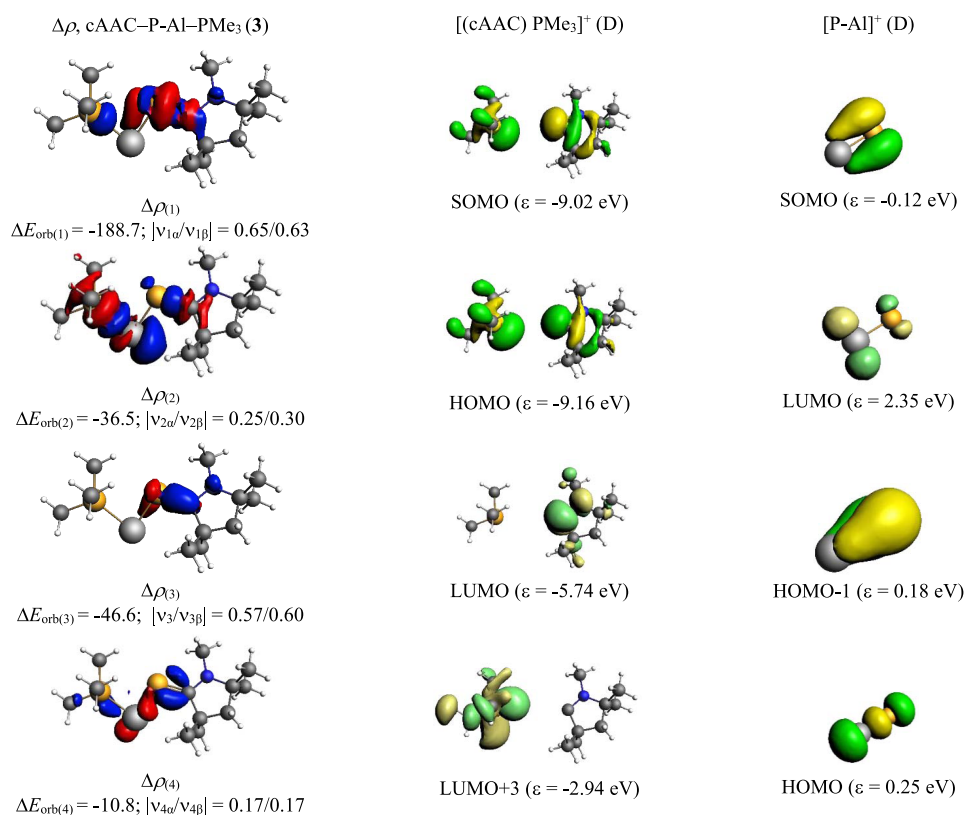 Δρ, cAAC–P-Al–PMe₃ (3)
[(cAAC) PMe₃]⁺ (D)
[P-Al]⁺ (D)
Δρ₍₁₎
ΔE_orb(1) = -188.7; |ν₁α/ν₁β| = 0.65/0.63
SOMO (ε = -9.02 eV)
SOMO (ε = -0.12 eV)
Δρ₍₂₎
ΔE_orb(2) = -36.5; |ν₂α/ν₂β| = 0.25/0.30
HOMO (ε = -9.16 eV)
LUMO (ε = 2.35 eV)
Δρ₍₃₎
ΔE_orb(3) = -46.6; |ν₃/ν₃β| = 0.57/0.60
LUMO (ε = -5.74 eV)
HOMO-1 (ε = 0.18 eV)
Δρ₍₄₎
ΔE_orb(4) = -10.8; |ν₄α/ν₄β| = 0.17/0.17
LUMO+3 (ε = -2.94 eV)
HOMO (ε = 0.25 eV)